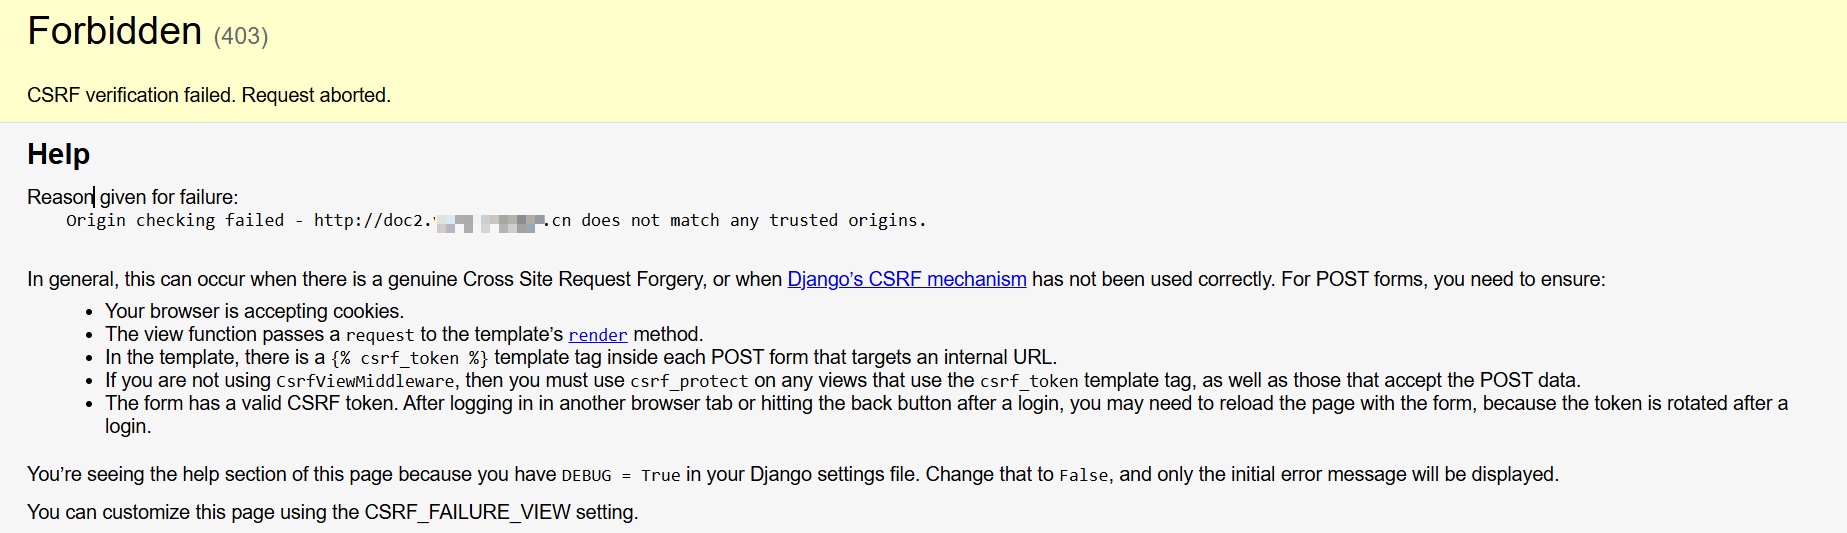 Forbidden (403)
CSRF verification failed. Request aborted.
Help
Reason given for failure:
Origin checking failed - http://doc2. .cn does not match any trusted origins.
In general, this can occur when there is a genuine Cross Site Request Forgery, or when Django’s CSRF mechanism has not been used correctly. For POST forms, you need to ensure:
• Your browser is accepting cookies.
• The view function passes a request to the template’s render method.
• In the template, there is a {% csrf_token %} template tag inside each POST form that targets an internal URL.
• If you are not using CsrfViewMiddleware, then you must use csrf_protect on any views that use the csrf_token template tag, as well as those that accept the POST data.
• The form has a valid CSRF token. After logging in in another browser tab or hitting the back button after a login, you may need to reload the page with the form, because the token is rotated after a
login.
You’re seeing the help section of this page because you have DEBUG = True in your Django settings file. Change that to False, and only the initial error message will be displayed.
You can customize this page using the CSRF_FAILURE_VIEW setting.